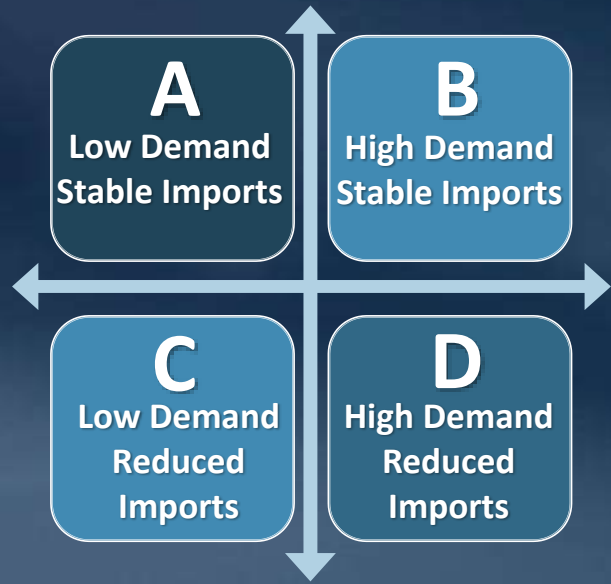 A
Low Demand
Stable Imports
B
High Demand
Stable Imports
C
Low Demand
Reduced
Imports
D
High Demand
Reduced
Imports